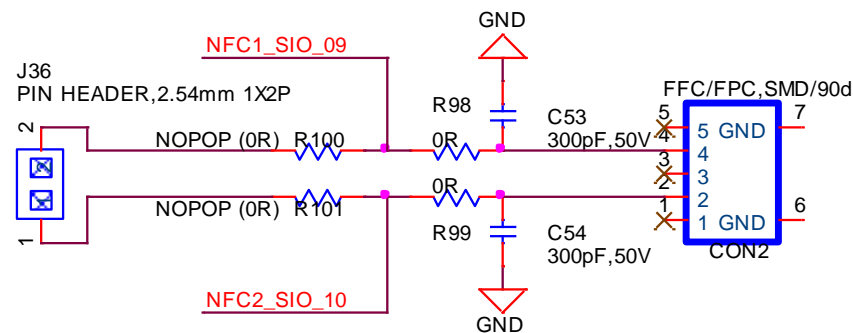 GND
NFC1_SIO_09
J36
PIN HEADER,2.54mm 1X2P
FFC/FPC,SMD/90d
R98
C53
300pF,50V
2
NOPOP (0R)
R100
0R
5
5 GND
7
4
4
3
3
2
2
1
1 GND
6
CON2
0R
NOPOP (0R)
R101
R99
C54
300pF,50V
1
NFC2_SIO_10
GND